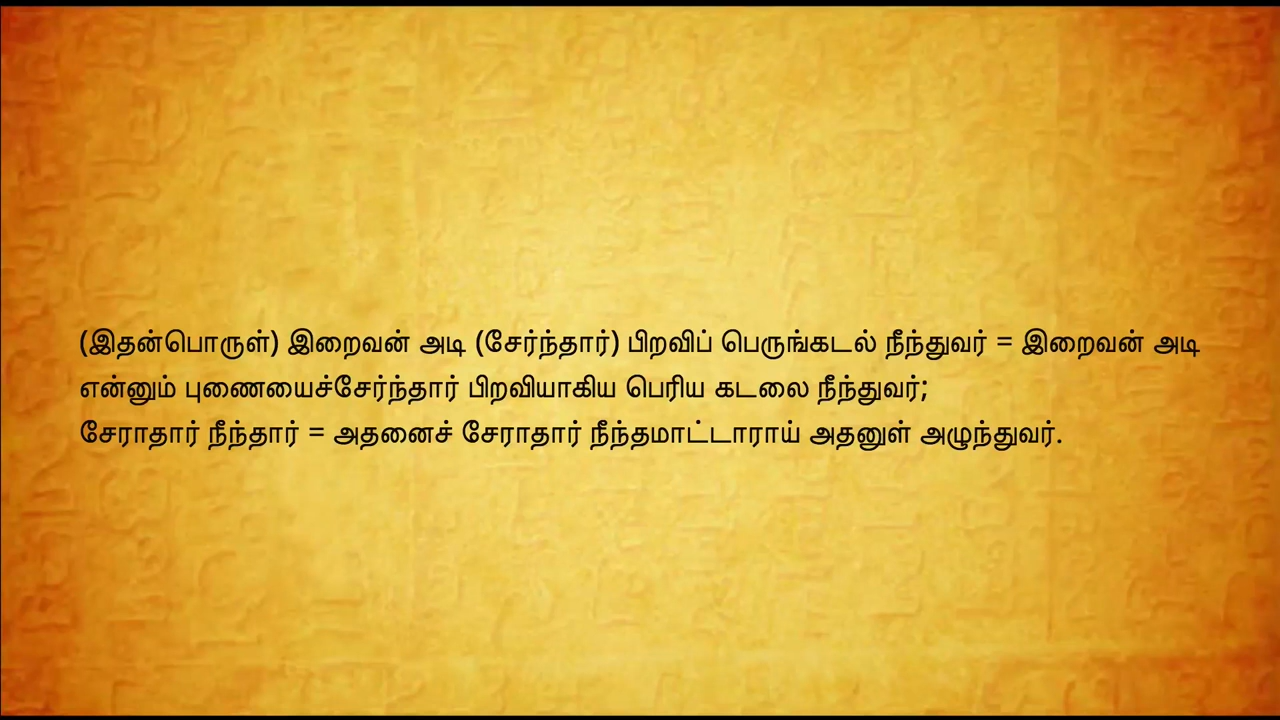 (இதன்பொருள்) இறைவன் அடி (சேர்ந்தார்) பிறவிப் பெருங்கடல் நீந்துவர் = இறைவன் அடி
என்னும் புணையைச்சேர்ந்தார் பிறவியாகிய பெரிய கடலை நீந்துவர்;
சேராதார் நீந்தார் = அதனைச் சேராதார் நீந்தமாட்டாராய் அதனுள் அழுந்துவர்.